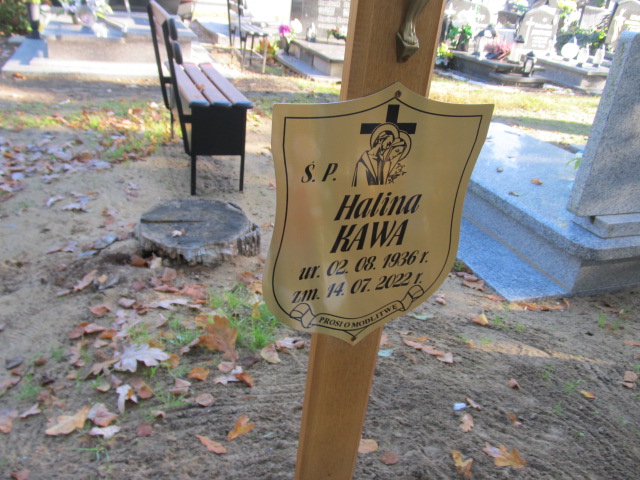 Ś. P.
Halina
KAWA
ur. 02. 08. 1936 r.
zm. 14. 07. 2022 r.
PROSI O MODLITWĘ